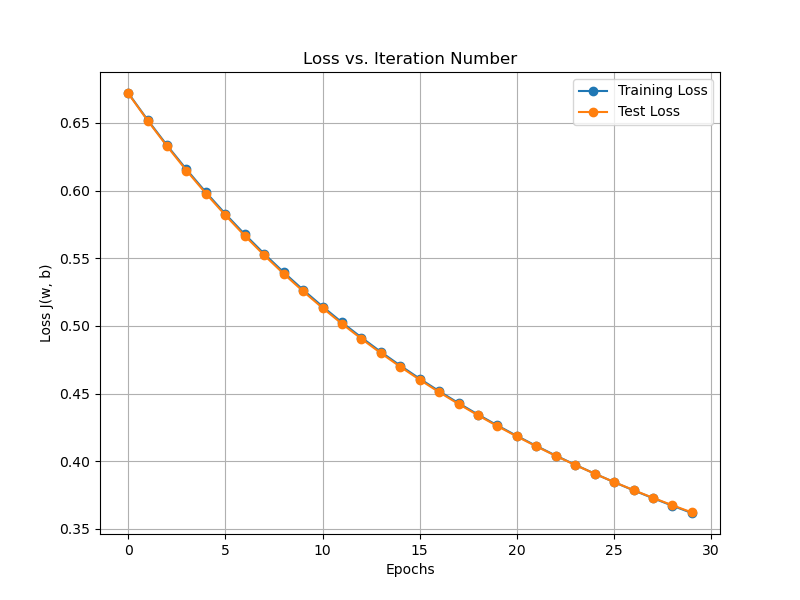 Loss vs. Iteration Number
Training Loss
Test Loss
0.65
0.60
0.55
0.50
0.45
0.40
0.35
Loss J(w, b)
0 5 10 15 20 25 30
Epochs